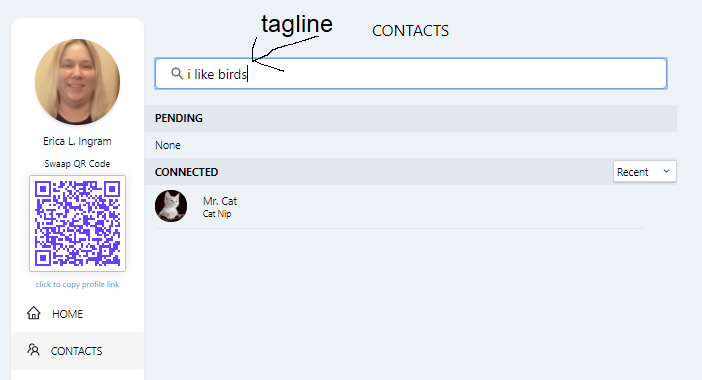 tagline
CONTACTS
i like birds
Erica L. Ingram
Swaap QR Code
click to copy profile link
HOME
CONTACTS
PENDING
None
CONNECTED
Recent
Mr. Cat
Cat Nip